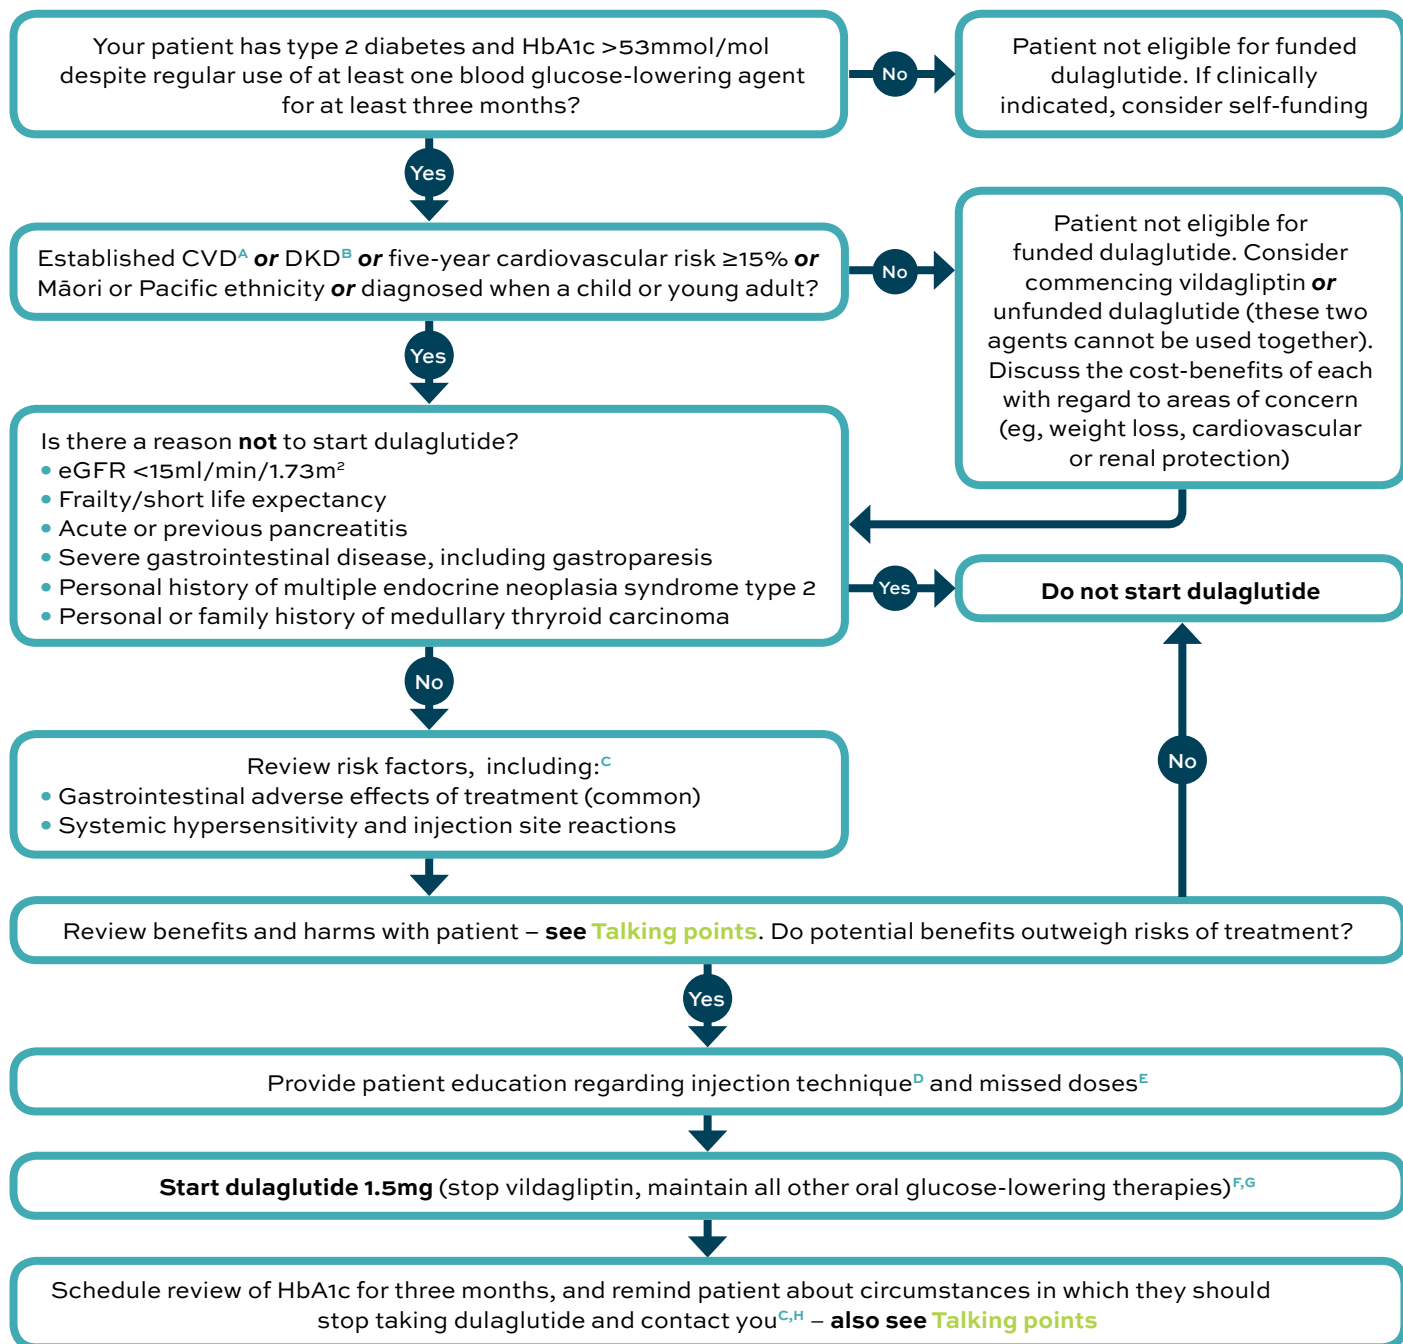 Your patient has type 2 diabetes and HbA1c >53mmol/mol
despite regular use of at least one blood glucose-lowering agent
for at least three months?
No
Patient not eligible for funded
dulaglutide. If clinically
indicated, consider self-funding
Yes
Established CVDᴬ or DKDᴮ or five-year cardiovascular risk ≥15% or
Māori or Pacific ethnicity or diagnosed when a child or young adult?
No
Patient not eligible for
funded dulaglutide. Consider
commencing vildagliptin or
unfunded dulaglutide (these two
agents cannot be used together).
Discuss the cost-benefits of each
with regard to areas of concern
(eg, weight loss, cardiovascular
or renal protection)
Yes
Is there a reason not to start dulaglutide?
• eGFR <15ml/min/1.73m²
• Frailty/short life expectancy
• Acute or previous pancreatitis
• Severe gastrointestinal disease, including gastroparesis
• Personal history of multiple endocrine neoplasia syndrome type 2
• Personal or family history of medullary thryroid carcinoma
Yes
Do not start dulaglutide
No
Review risk factors, including:C
• Gastrointestinal adverse effects of treatment (common)
• Systemic hypersensitivity and injection site reactions
No
Review benefits and harms with patient – see Talking points. Do potential benefits outweigh risks of treatment?
Yes
Provide patient education regarding injection techniqueD and missed dosesE
Start dulaglutide 1.5mg (stop vildagliptin, maintain all other oral glucose-lowering therapies)F,G
Schedule review of HbA1c for three months, and remind patient about circumstances in which they should
stop taking dulaglutide and contact youC,H – also see Talking points